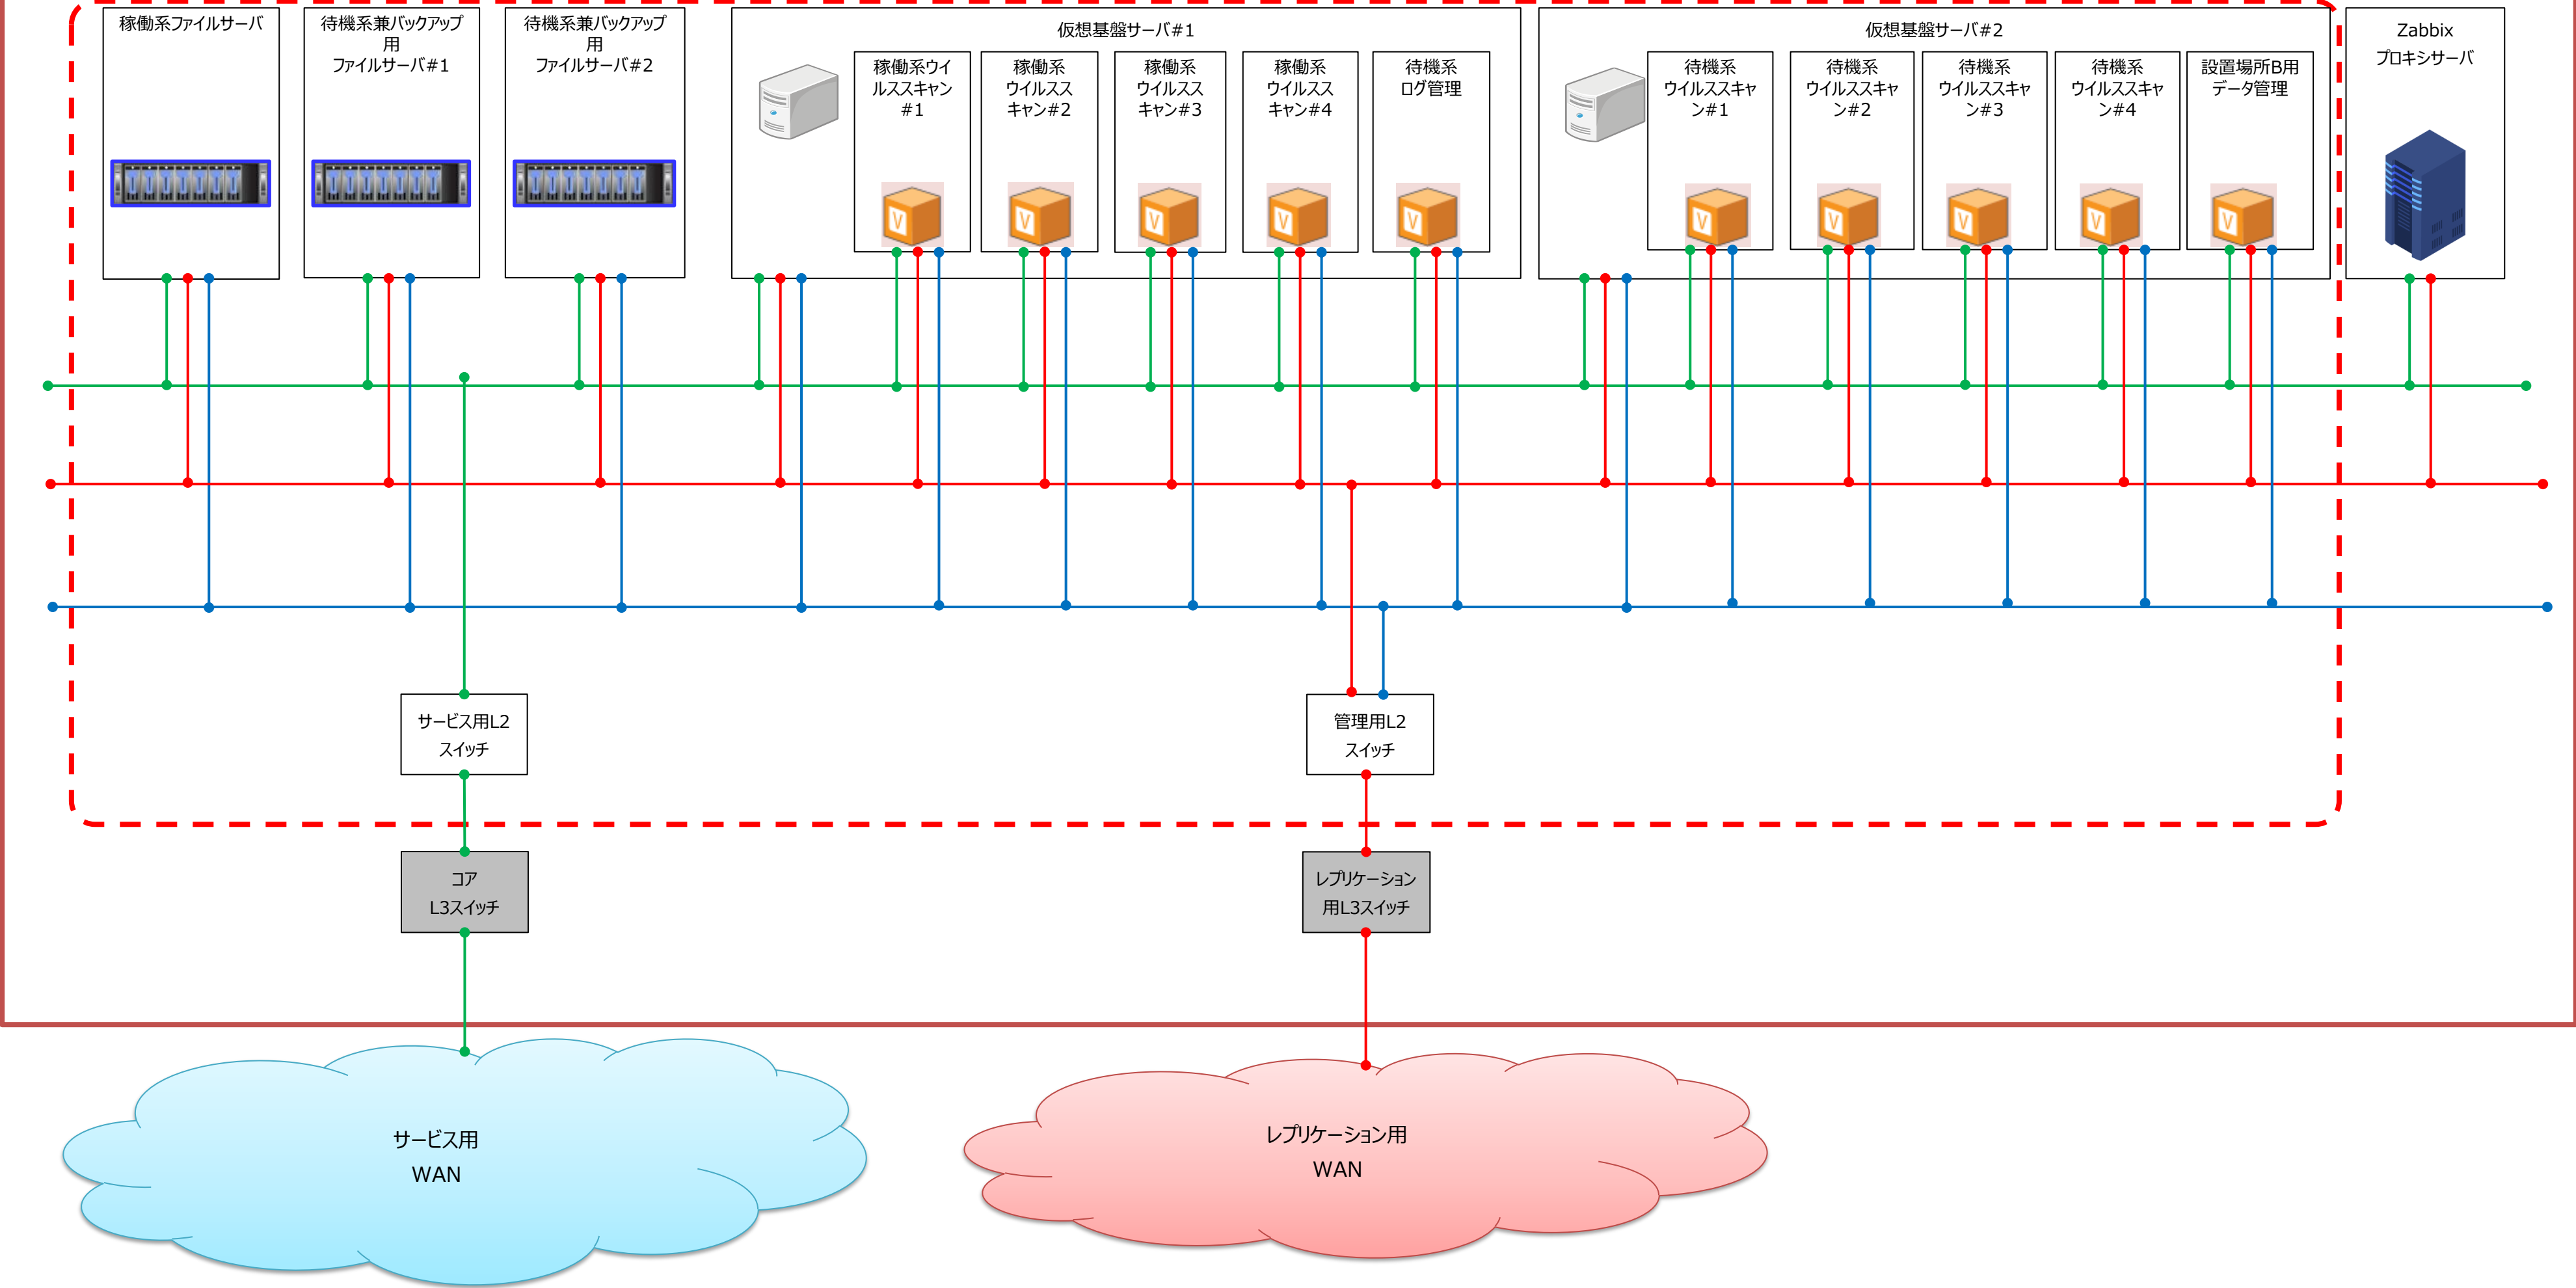 稼働系ファイルサーバ
待機系兼バックアップ
用
ファイルサーバ#1
待機系兼バックアップ
用
ファイルサーバ#2
仮想基盤サーバ#1
稼働系ウイ
ルススキャン
#1
稼働系
ウイルスス
キャン#2
稼働系
ウイルスス
キャン#3
稼働系
ウイルスス
キャン#4
待機系
ログ管理
仮想基盤サーバ#2
待機系
ウイルススキャ
ン#1
待機系
ウイルススキャ
ン#2
待機系
ウイルススキャ
ン#3
待機系
ウイルススキャ
ン#4
設置場所B用
データ管理
Zabbix
プロキシサーバ
V
V
V
V
V
V
V
V
V
V
サービス用L2
スイッチ
管理用L2
スイッチ
コア
L3スイッチ
レプリケーション
用L3スイッチ
サービス用
WAN
レプリケーション用
WAN